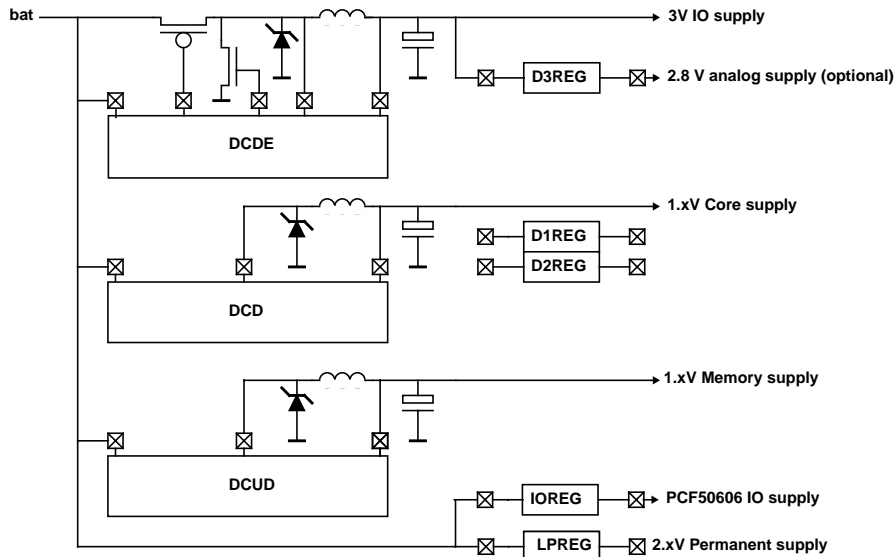 bat
3V IO supply
D3REG
2.8 V analog supply (optional)
DCDE
1.xV Core supply
D1REG
D2REG
DCD
1.xV Memory supply
DCUD
IOREG
PCF50606 IO supply
LPREG
2.xV Permanent supply